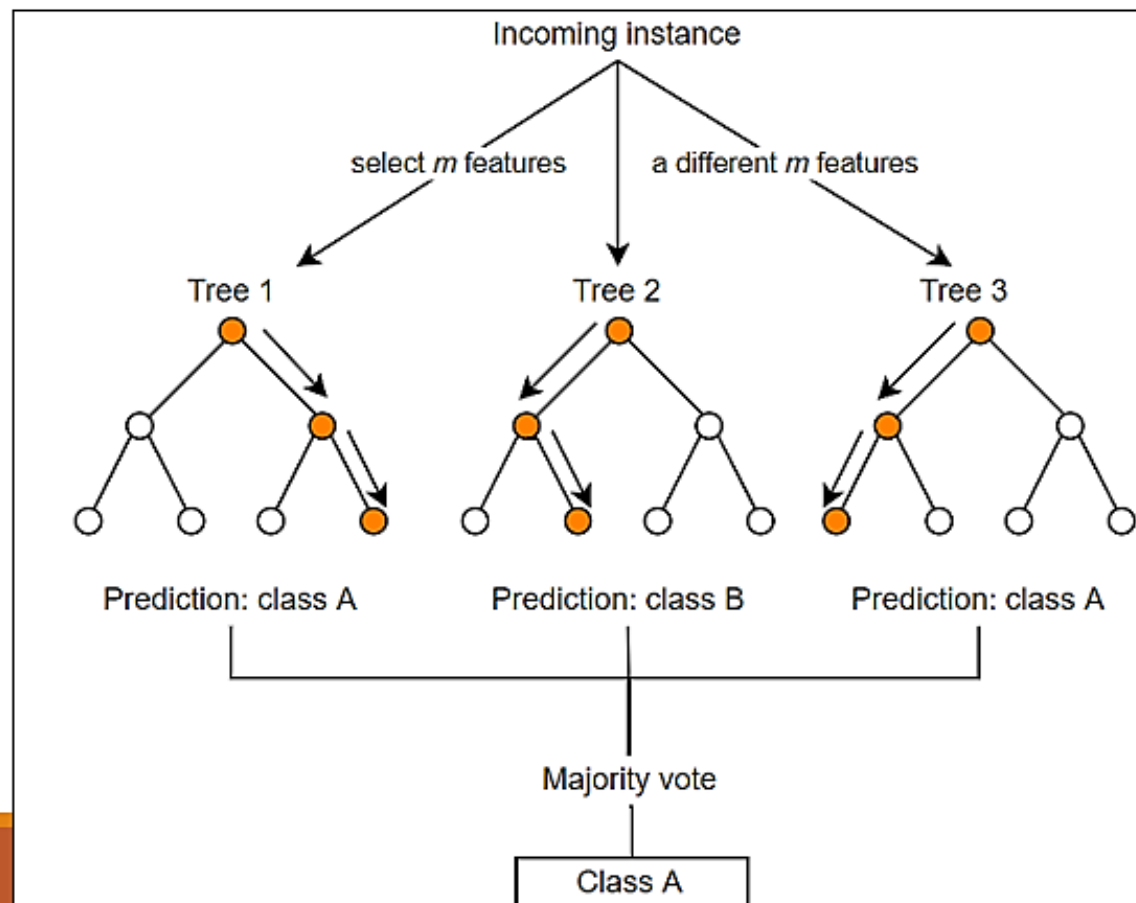 Incoming instance
select m features
a different m features
Tree 1
Tree 2
Tree 3
Prediction: class A
Prediction: class B
Prediction: class A
Majority vote
Class A